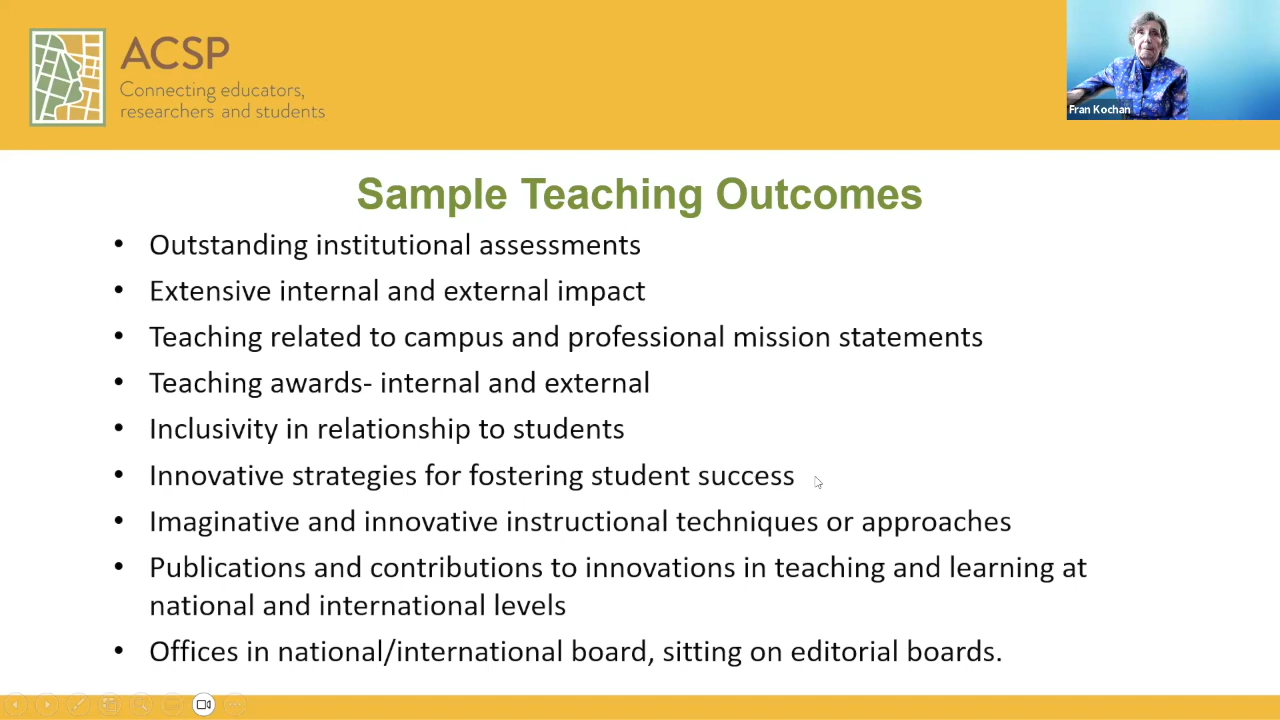 ACSP
Connecting educators,
researchers and students
Fran Kochan
Sample Teaching Outcomes
• Outstanding institutional assessments
• Extensive internal and external impact
• Teaching related to campus and professional mission statements
• Teaching awards- internal and external
• Inclusivity in relationship to students
• Innovative strategies for fostering student success
• Imaginative and innovative instructional techniques or approaches
• Publications and contributions to innovations in teaching and learning at
national and international levels
• Offices in national/international board, sitting on editorial boards.